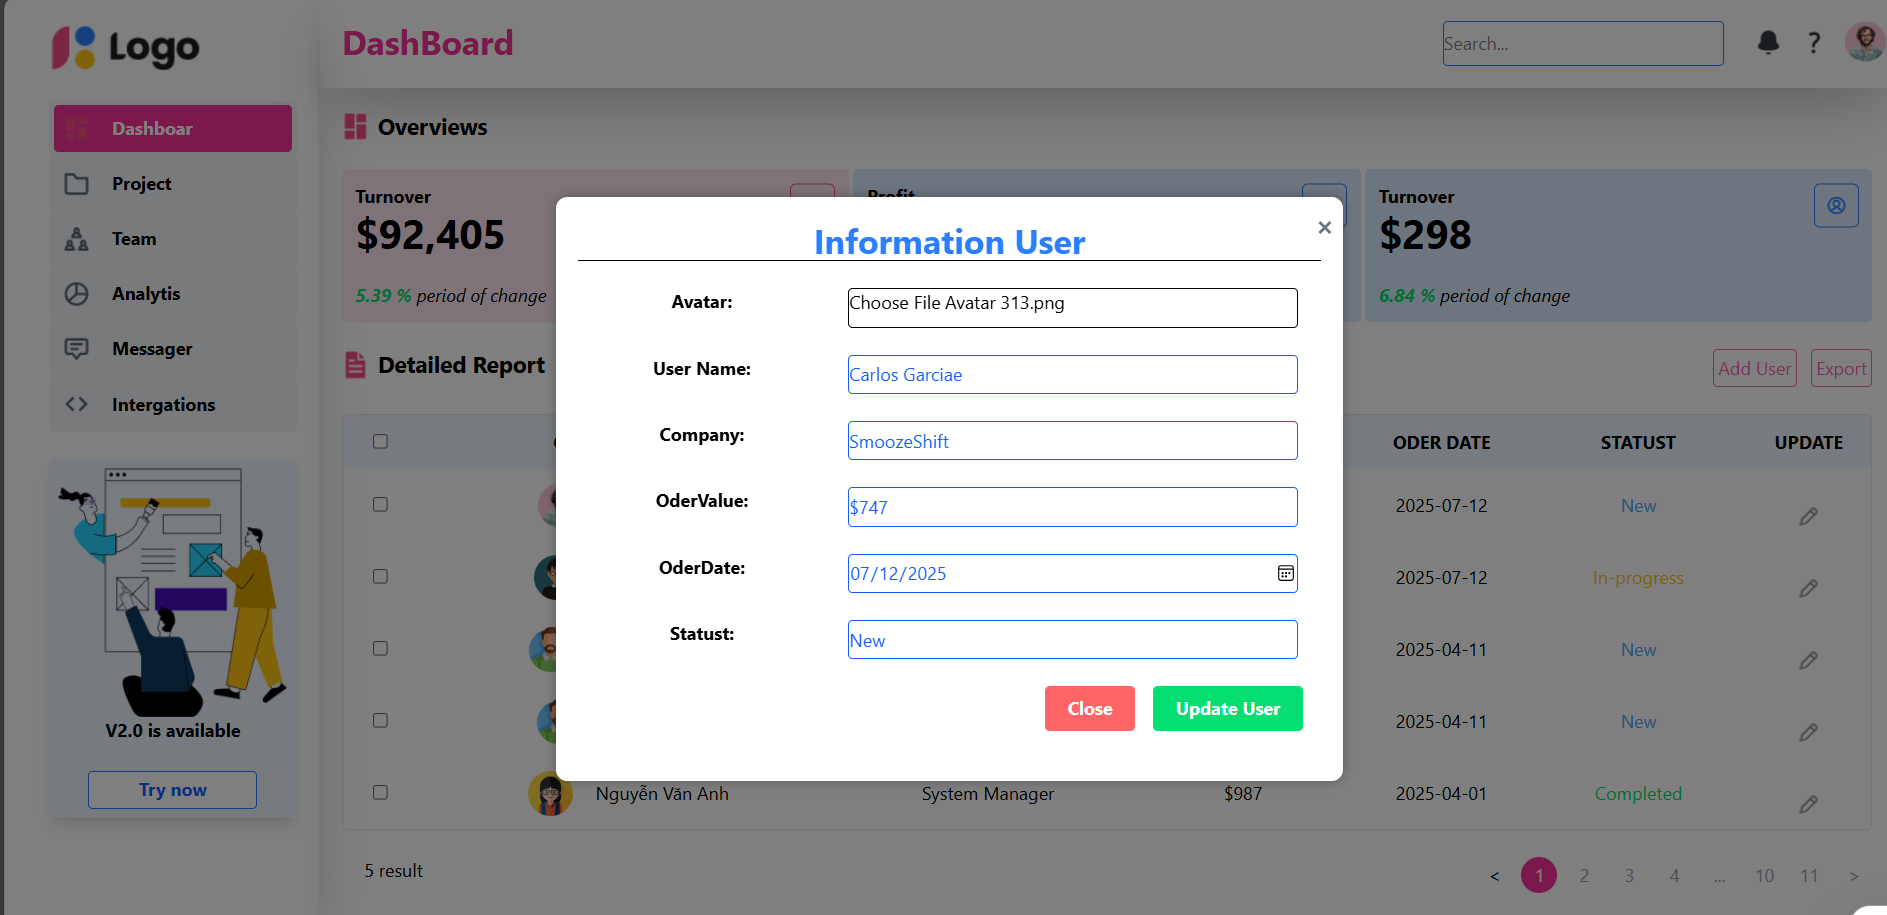 Logo
DashBoard
Search...
?
Dashboar
Project
Team
Analytis
Messager
Intergations
V2.0 is available
Try now
Overviews
Turnover
$92,405
5.39 % period of change
Profit
Turnover
$298
6.84 % period of change
Detailed Report
Add User
Export
ODER DATE STATUST UPDATE
2025-07-12 New
2025-07-12 In-progress
2025-04-11 New
2025-04-11 New
Nguyễn Văn Anh System Manager $987 2025-04-01 Completed
5 result
< 1 2 3 4 ... 10 11 >
×
Information User
Avatar: Choose File Avatar 313.png
User Name: Carlos Garciae
Company: SmoozeShift
OderValue: $747
OderDate: 07/12/2025
Statust: New
Close
Update User